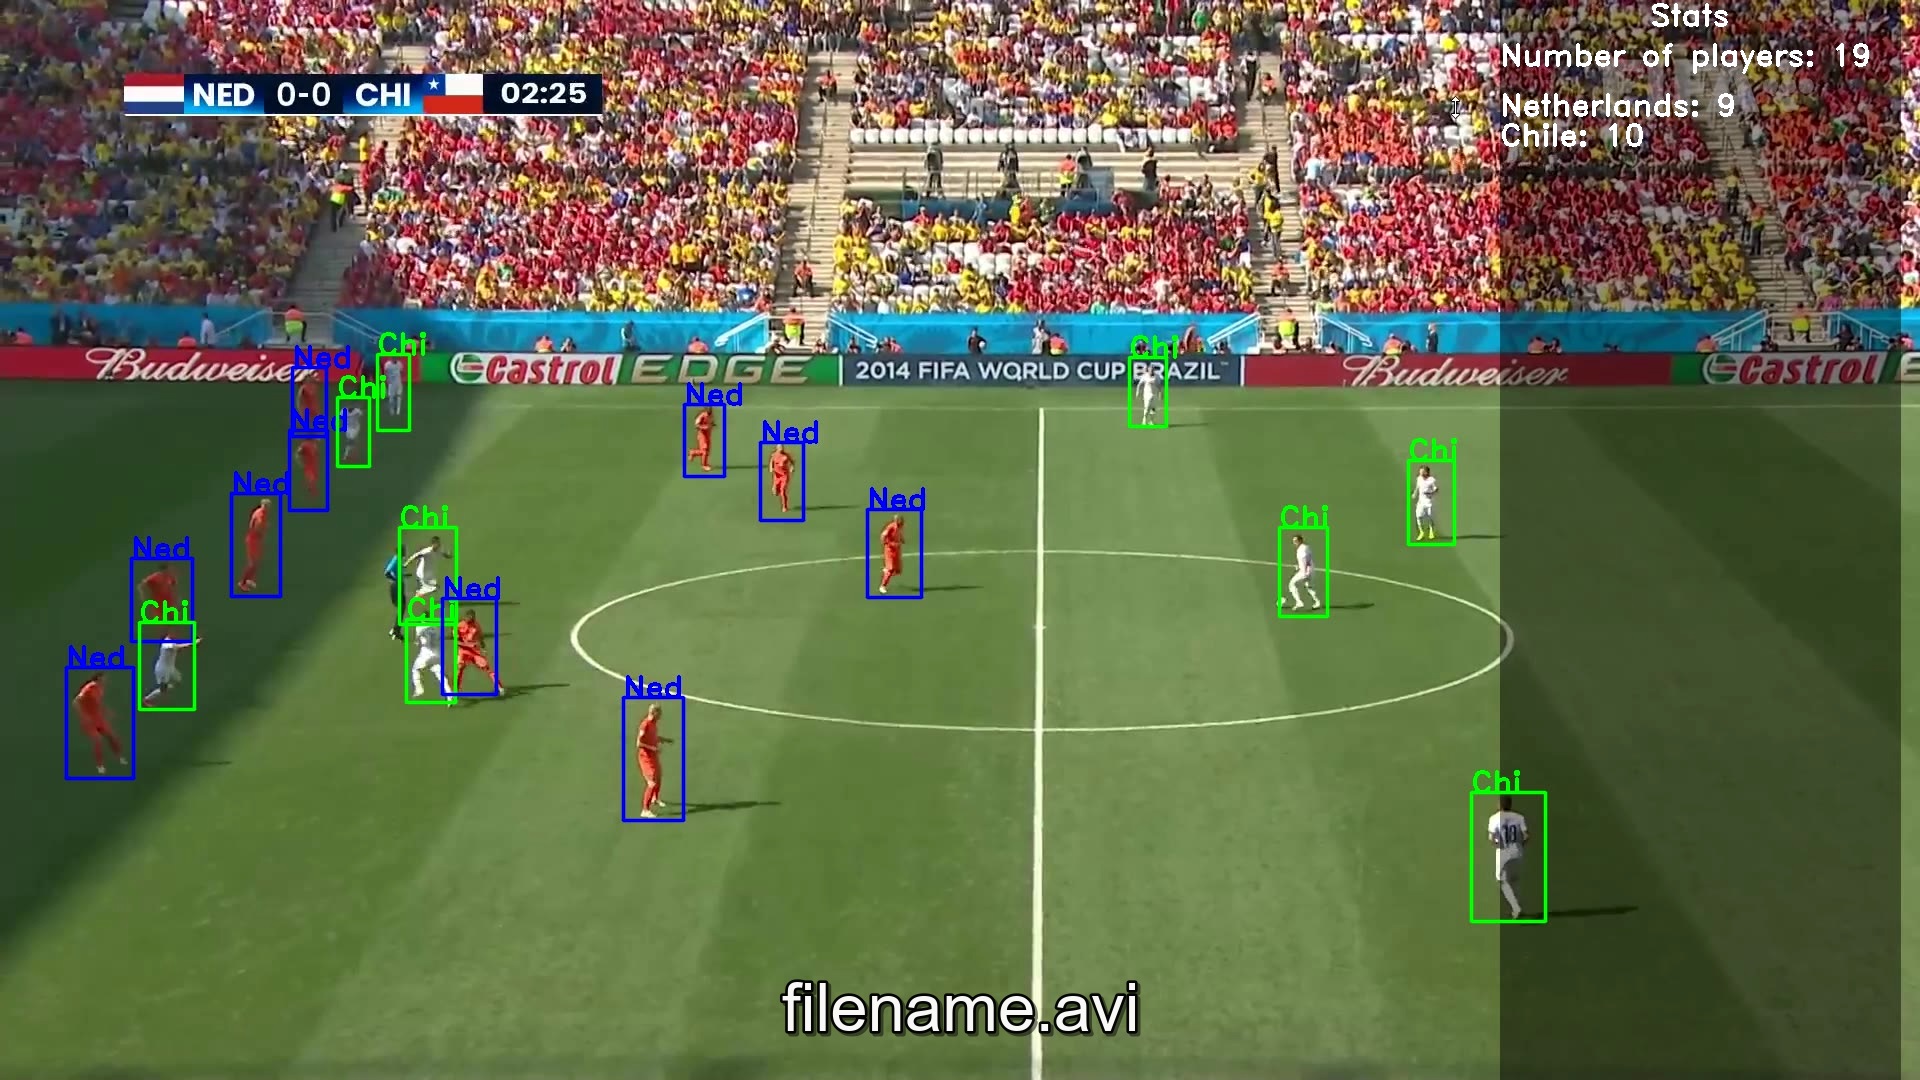 Stats
Number of players: 19
NED 0-0 CHI 02:25
Netherlands: 9
Chile: 10
Chi
Chi
Ned
Budweiser
Castrol EDGE
2014 FIFA WORLD CUP BRAZIL™
Budweiser
Castrol E
Chi
Ned
Ned
Ned
Chi
Ned
Ned
Chi
Chi
Ned
Ned
Chi
Chi
Ned
Ned
Chi
10
filename.avi